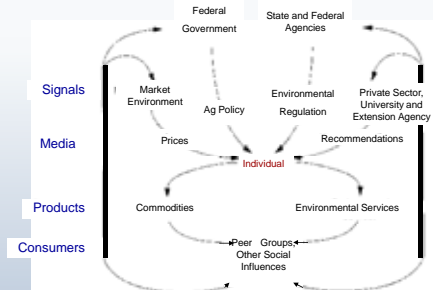 Federal
Government
State and Federal
Agencies
Signals
Market
Environment
Ag Policy
Environmental
Regulation
Private Sector,
University and
Extension Agency
Media
Prices
Recommendations
Individual
Products
Commodities
Environmental Services
Consumers
Peer Groups,
Other Social
Influences